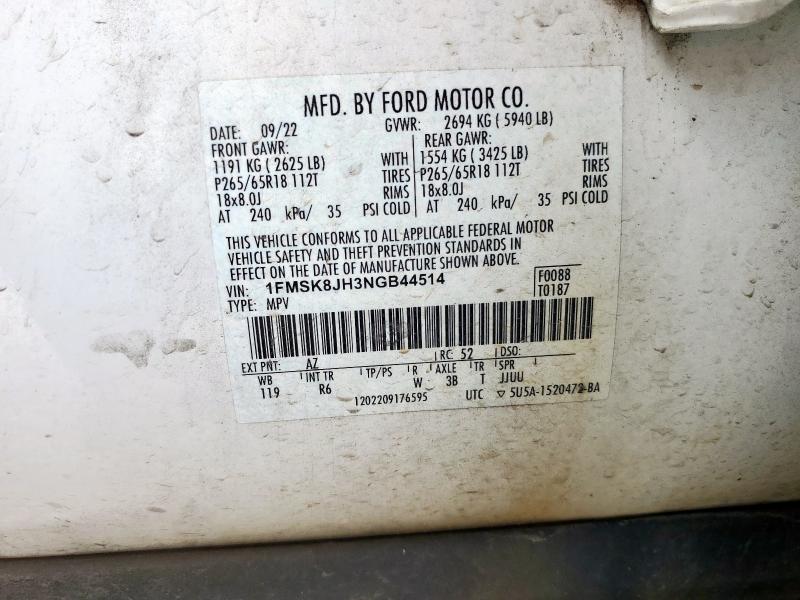 MFD. BY FORD MOTOR CO.
DATE: 09/22 GVWR: 2694 KG ( 5940 LB)
FRONT GAWR: REAR GAWR:
1191 KG ( 2625 LB) WITH 1554 KG ( 3425 LB) WITH
P265/65R18 112T TIRES P265/65R18 112T TIRES
18x8.0J RIMS 18x8.0J RIMS
AT 240 kPa/ 35 PSI COLD AT 240 kPa/ 35 PSI COLD
THIS VEHICLE CONFORMS TO ALL APPLICABLE FEDERAL MOTOR
VEHICLE SAFETY AND THEFT PREVENTION STANDARDS IN
EFFECT ON THE DATE OF MANUFACTURE SHOWN ABOVE.
VIN: 1FMSK8JH3NGB44514 F0088
TYPE: MPV T0187
EXT PNT: AZ RC: 52 DSO:
WB INT TR TP/PS R AXLE TR SPR
119 R6 W 3B T JJUU
1202209176595 UTC ▽ 5U5A-1520472-BA